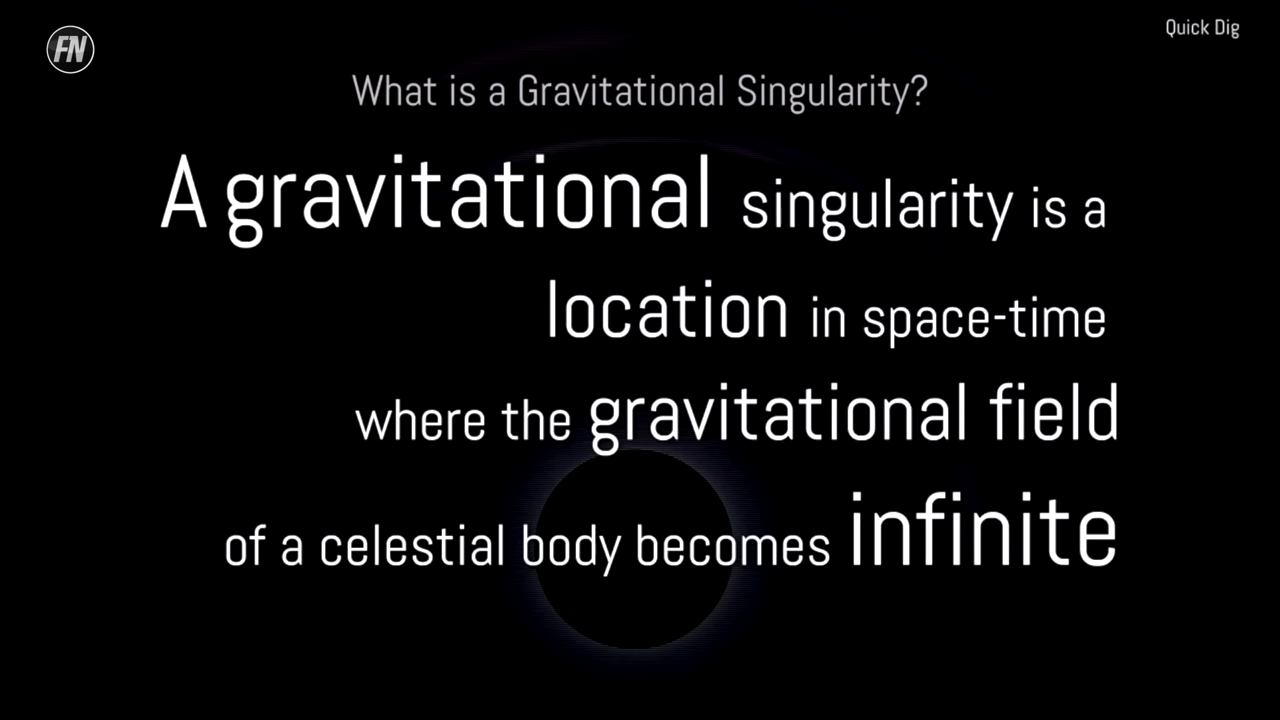 FN
Quick Dig
What is a Gravitational Singularity?
A gravitational singularity is a
location in space-time
where the gravitational field
of a celestial body becomes infinite